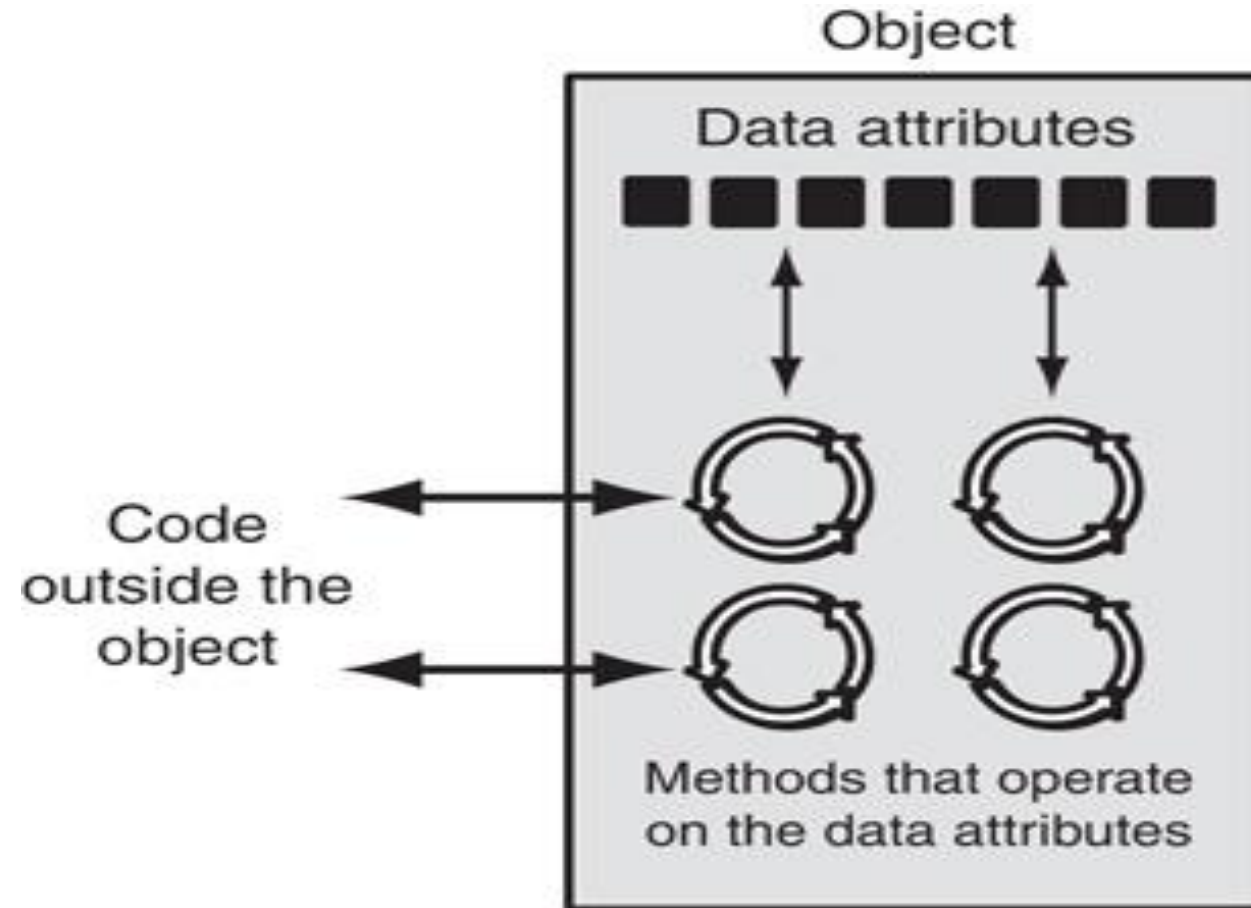 Object
Data attributes
Code
outside the
object
Methods that operate
on the data attributes